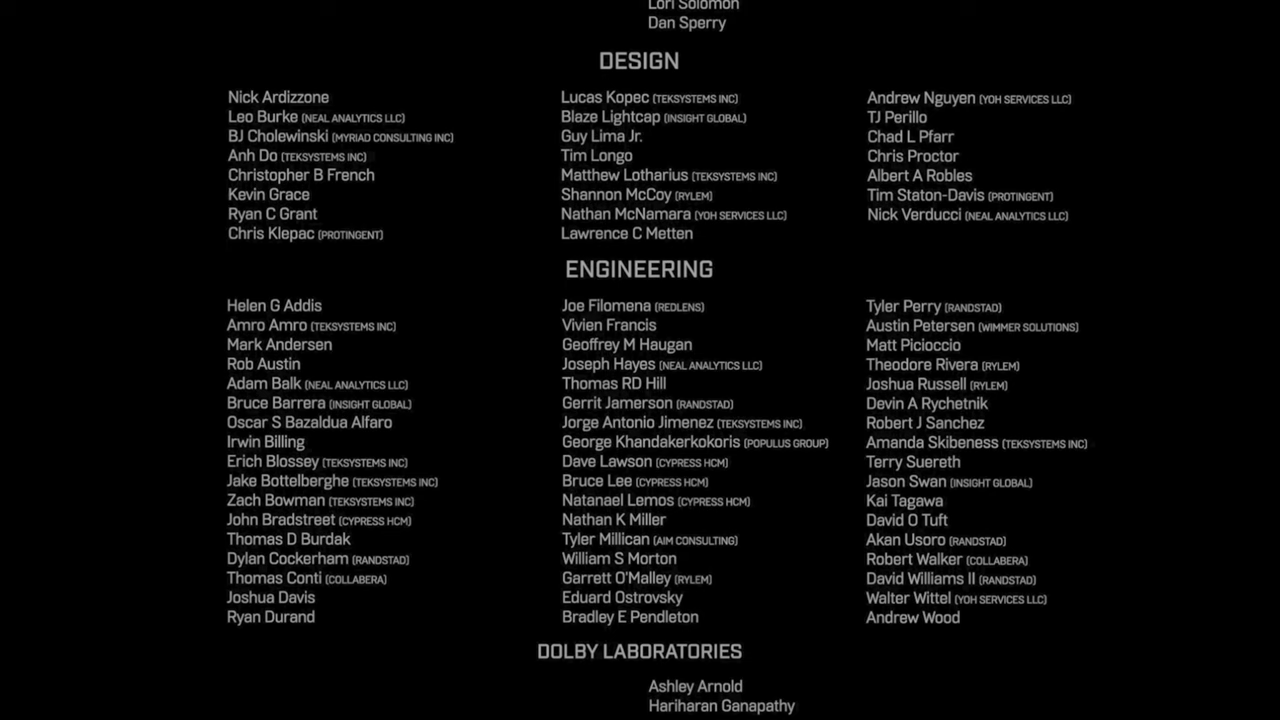 Lori Solomon
Dan Sperry
DESIGN
Nick Ardizzone
Leo Burke (NEAL ANALYTICS LLC)
BJ Cholewinski (MYRIAD CONSULTING INC)
Anh Do (TEKSYSTEMS INC)
Christopher B French
Kevin Grace
Ryan C Grant
Chris Klepac (PROTINGENT)
Lucas Kopec (TEKSYSTEMS INC)
Blaze Lightcap (INSIGHT GLOBAL)
Guy Lima Jr.
Tim Longo
Matthew Lotharius (TEKSYSTEMS INC)
Shannon McCoy (RYLEM)
Nathan McNamara (YOH SERVICES LLC)
Lawrence C Metten
Andrew Nguyen (YOH SERVICES LLC)
TJ Perillo
Chad L Pfarr
Chris Proctor
Albert A Robles
Tim Staton-Davis (PROTINGENT)
Nick Verducci (NEAL ANALYTICS LLC)
ENGINEERING
Helen G Addis
Amro Amro (TEKSYSTEMS INC)
Mark Andersen
Rob Austin
Adam Balk (NEAL ANALYTICS LLC)
Bruce Barrera (INSIGHT GLOBAL)
Oscar S Bazaldua Alfaro
Irwin Billing
Erich Blossey (TEKSYSTEMS INC)
Jake Bottelberghe (TEKSYSTEMS INC)
Zach Bowman (TEKSYSTEMS INC)
John Bradstreet (CYPRESS HCM)
Thomas D Burdak
Dylan Cockerham (RANDSTAD)
Thomas Conti (COLLABERA)
Joshua Davis
Ryan Durand
Joe Filomena (REDLENS)
Vivien Francis
Geoffrey M Haugan
Joseph Hayes (NEAL ANALYTICS LLC)
Thomas RD Hill
Gerrit Jamerson (RANDSTAD)
Jorge Antonio Jimenez (TEKSYSTEMS INC)
George Khandakerkokoris (POPULUS GROUP)
Dave Lawson (CYPRESS HCM)
Bruce Lee (CYPRESS HCM)
Natanael Lemos (CYPRESS HCM)
Nathan K Miller
Tyler Millican (AIM CONSULTING)
William S Morton
Garrett O'Malley (RYLEM)
Eduard Ostrovsky
Bradley E Pendleton
Tyler Perry (RANDSTAD)
Austin Petersen (WIMMER SOLUTIONS)
Matt Picioccio
Theodore Rivera (RYLEM)
Joshua Russell (RYLEM)
Devin A Rychetnik
Robert J Sanchez
Amanda Skibeness (TEKSYSTEMS INC)
Terry Suereth
Jason Swan (INSIGHT GLOBAL)
Kai Tagawa
David O Tuft
Akan Usoro (RANDSTAD)
Robert Walker (COLLABERA)
David Williams II (RANDSTAD)
Walter Wittel (YOH SERVICES LLC)
Andrew Wood
DOLBY LABORATORIES
Ashley Arnold
Hariharan Ganapathy